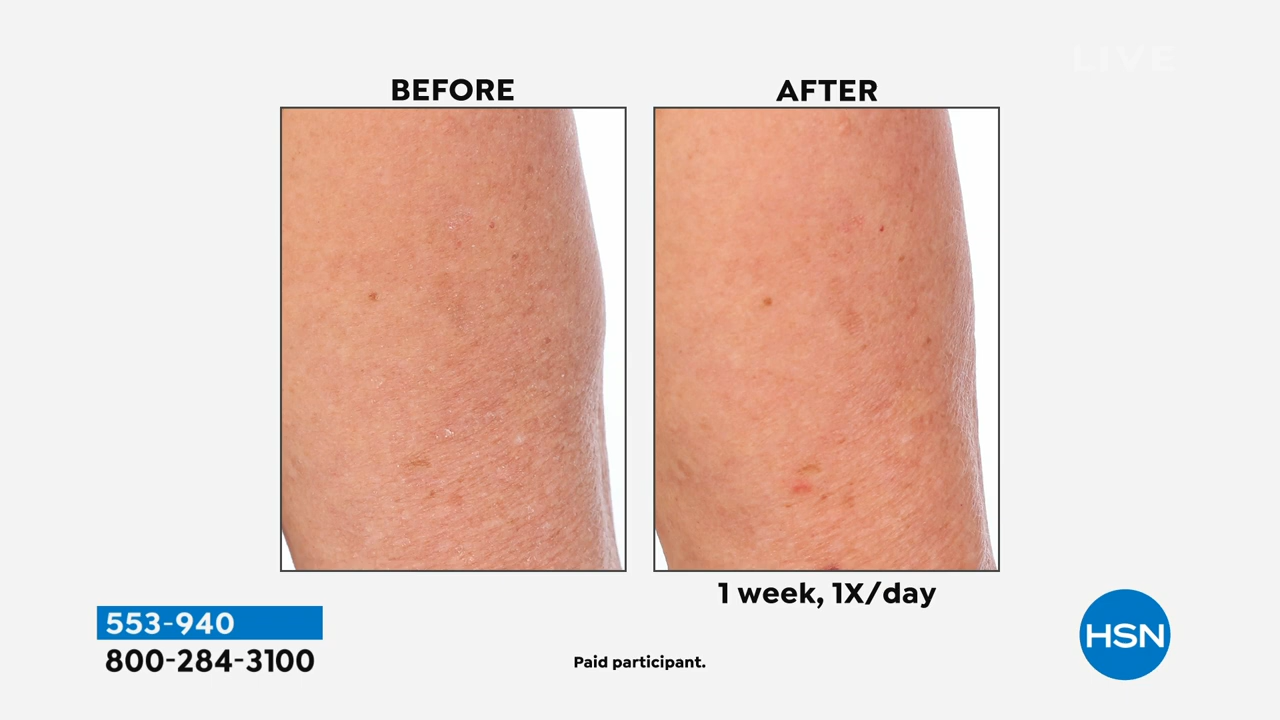 LIVE
BEFORE
AFTER
1 week, 1X/day
553-940
800-284-3100
Paid participant.
HSN